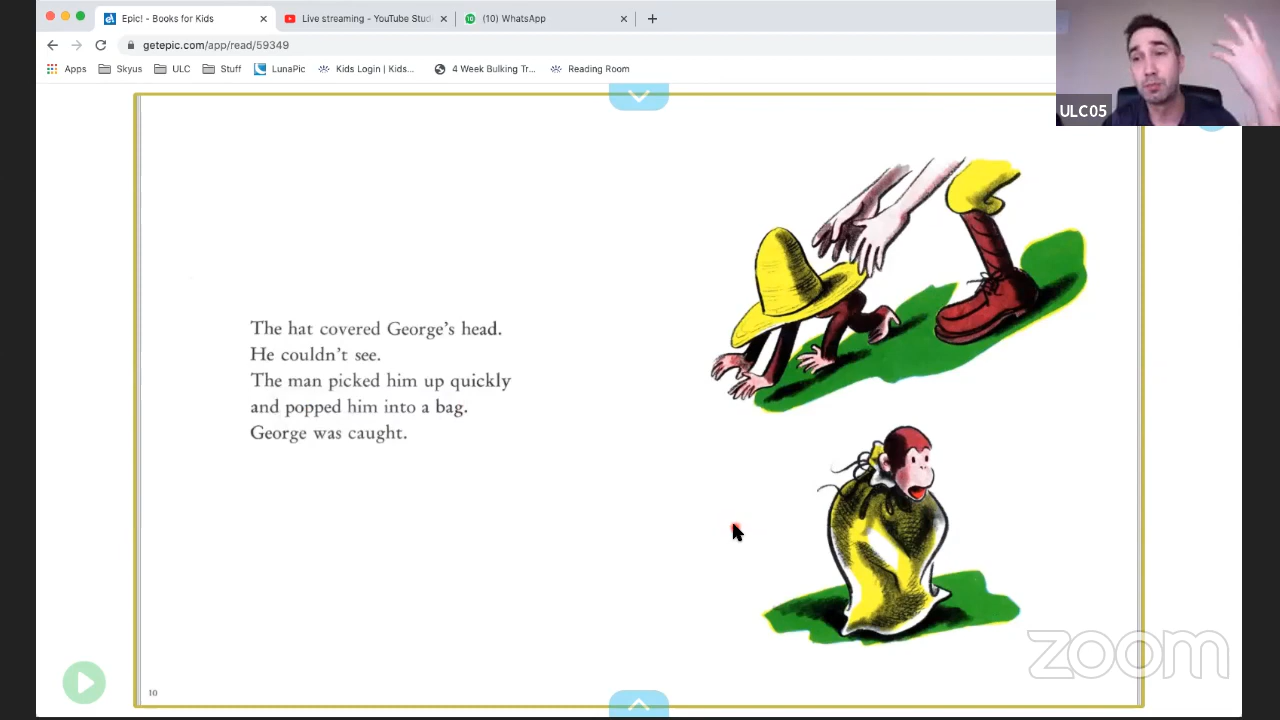 Epic! - Books for Kids
Live streaming - YouTube Stud
10
(10) WhatsApp
getepic.com/app/read/59349
Apps
Skyus
ULC
Stuff
LunaPic
Kids Login | Kids...
4 Week Bulking Tr...
Reading Room
ULC05
The hat covered George's head.
He couldn't see.
The man picked him up quickly
and popped him into a bag.
George was caught.
10
zoom